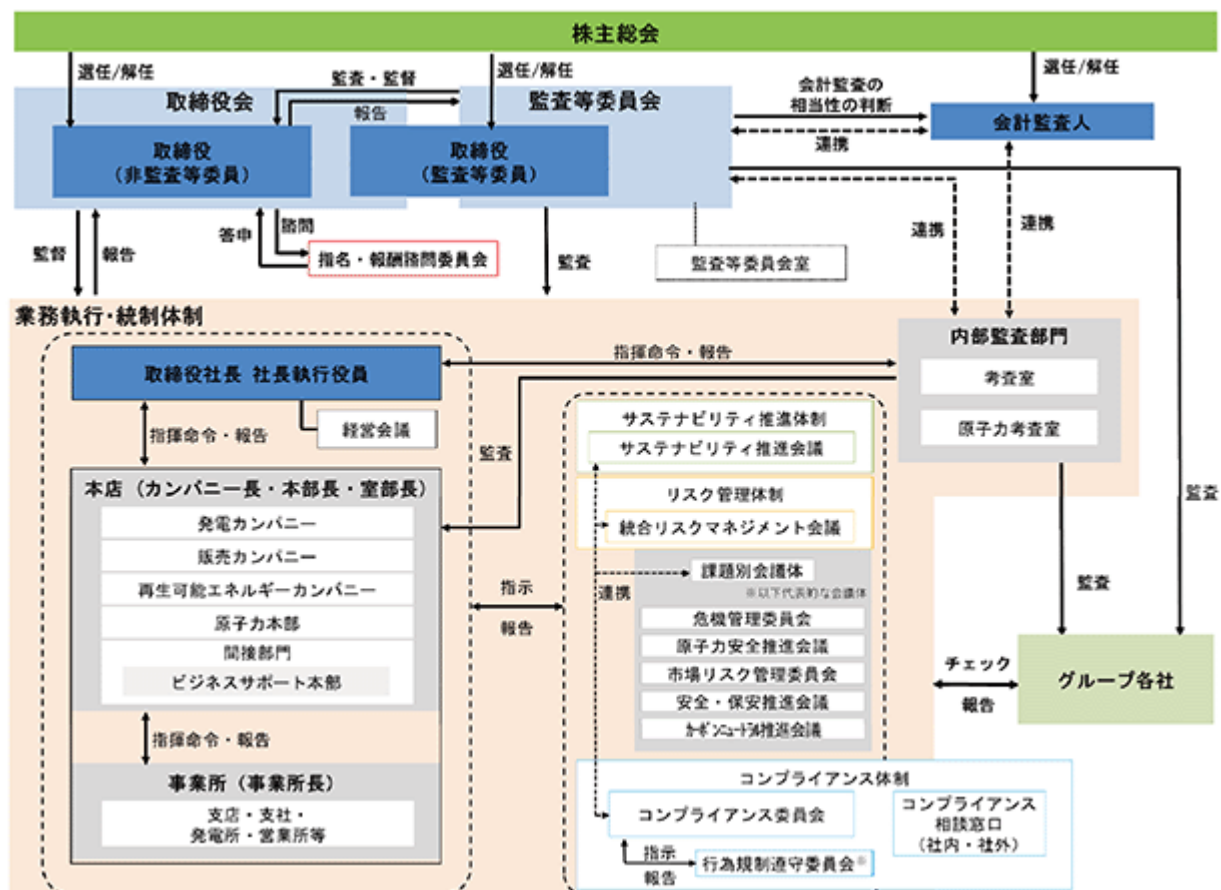 株主総会
選任/解任
監査・監督
選任/解任
会計監査の
相当性の判断
選任/解任
取締役会
報告
監査等委員会
会計監査人
取締役
(非監査等委員)
取締役
(監査等委員)
連携
監督
報告
答申
諮問
指名・報酬諮問委員会
監査
監査等委員会室
連携
連携
業務執行・統制体制
内部監査部門
考査室
原子力考査室
取締役社長 社長執行役員
指揮命令・報告
経営会議
指揮命令・報告
監査
サステナビリティ推進体制
サステナビリティ推進会議
リスク管理体制
統合リスクマネジメント会議
監査
本店(カンパニー長・本部長・室部長)
発電カンパニー
販売カンパニー
再生可能エネルギーカンパニー
原子力本部
間接部門
ビジネスサポート本部
指示
報告
連携
課題別会議体
※以下代表的な会議体
危機管理委員会
原子力安全推進会議
市場リスク管理委員会
安全・保安推進会議
カーボンニュートラル推進会議
監査
チェック
報告
グループ各社
指揮命令・報告
事業所(事業所長)
支店・支社・
発電所・営業所等
コンプライアンス体制
コンプライアンス委員会
コンプライアンス
相談窓口
(社内・社外)
指示
報告
行為規制遵守委員会※